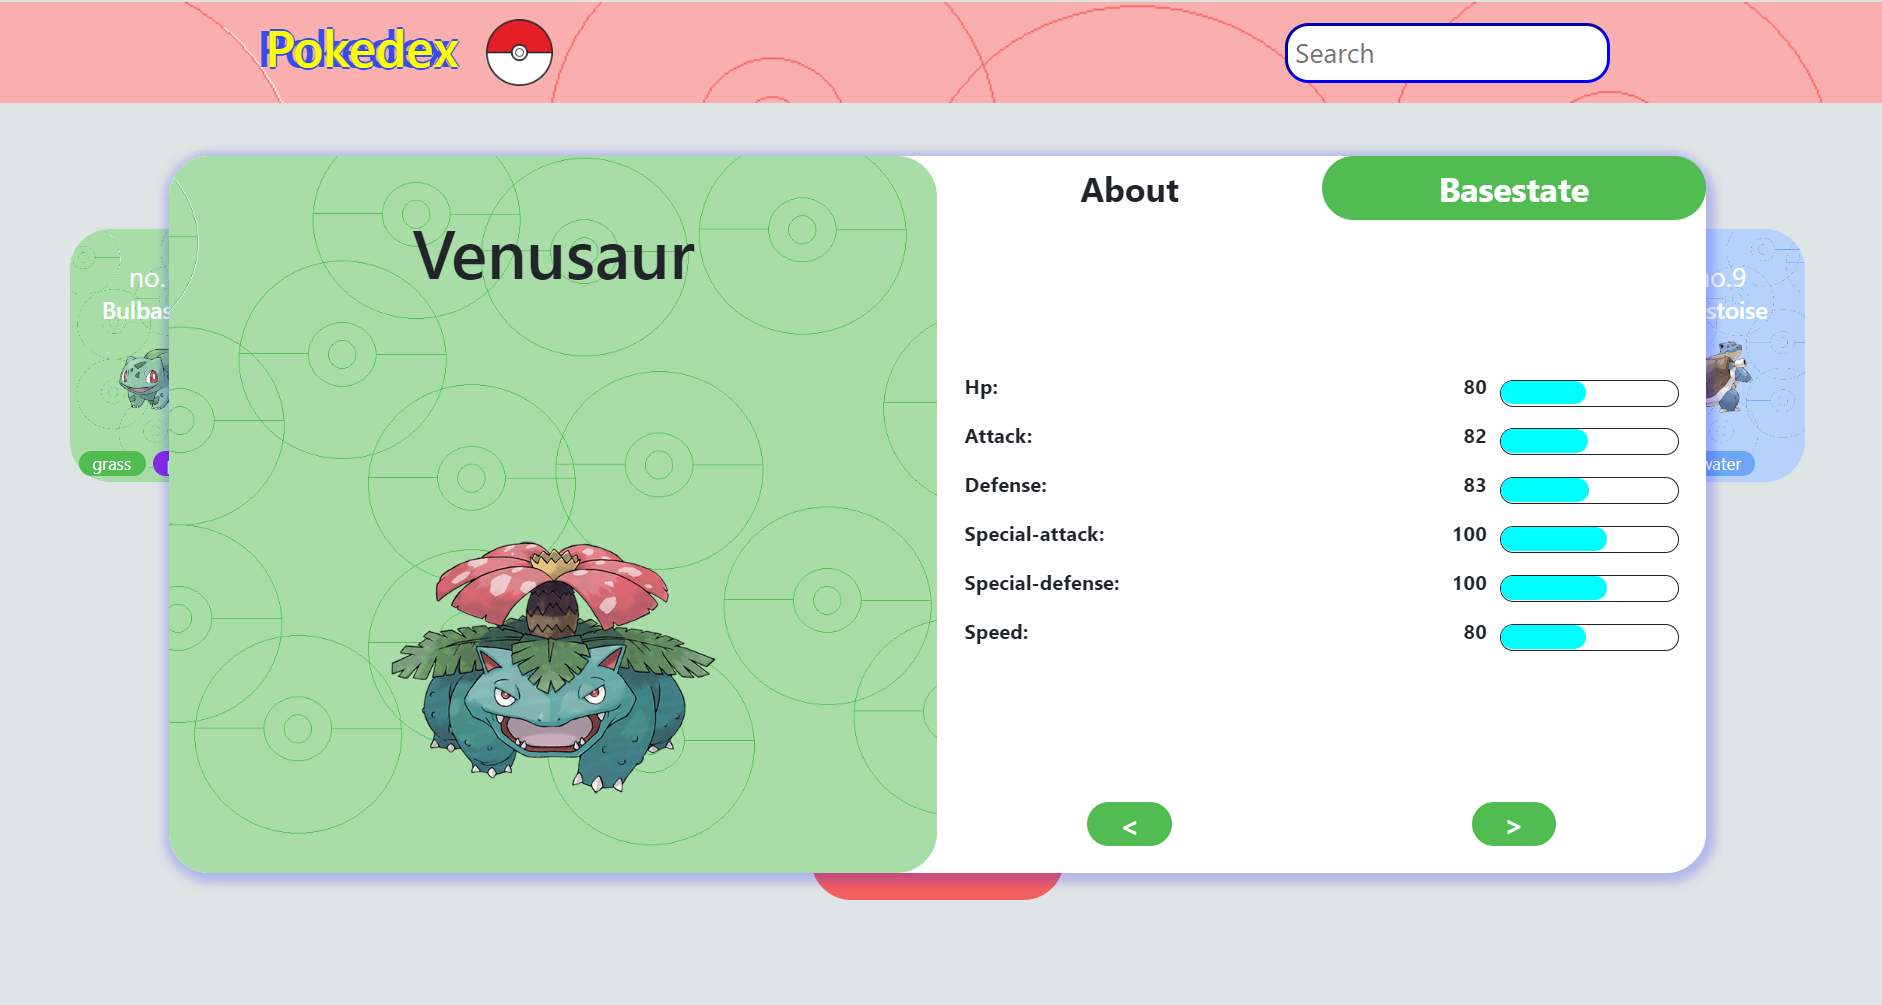 Pokedex
Search
About
Basestate
Venusaur
no.
Bulbas
grass
no.9
stoise
water
Hp: 80
Attack: 82
Defense: 83
Special-attack: 100
Special-defense: 100
Speed: 80
<
>